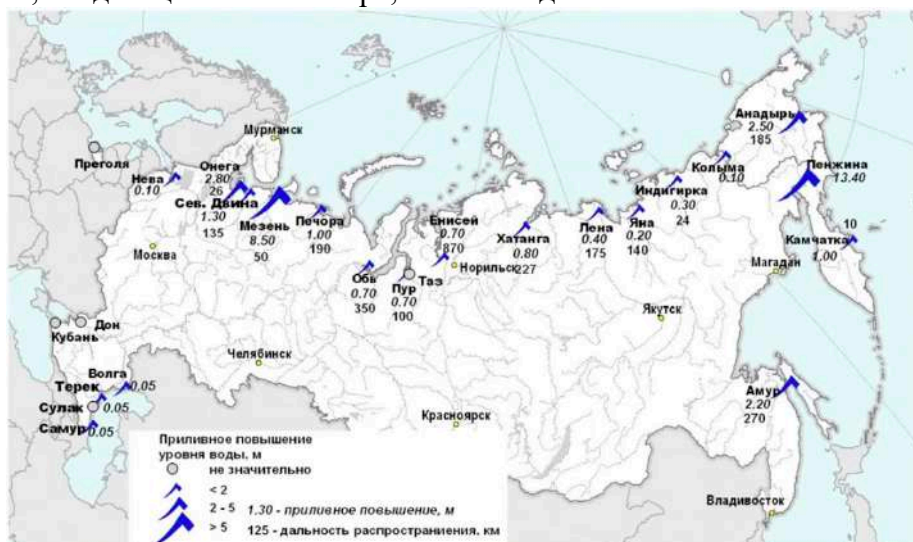 Мурманск
Преголя
Нева
0.10
Онега
2.80
26
Сев. Двина
1.30
135
Мезень
8.50
50
Печора
1.00
190
Москва
Обь
0.70
350
Пур
0.70
100
Таз
Енисей
0.70
870
Норильск
Хатанга
0.80
227
Лена
0.40
175
Яна
0.20
140
Индигирка
0.30
24
Колыма
0.10
Анадырь
2.50
185
Пенжина
13.40
10
Камчатка
1.00
Магадан
Якутск
Дон
Кубань
Челябинск
Волга
0.05
Терек
Сулак
0.05
Самур
0.05
Красноярск
Амур
2.20
270
Владивосток
Приливное повышение
уровня воды, м
не значительно
< 2
2 - 5 1.30 - приливное повышение, м
> 5 125 - дальность распространиения, км